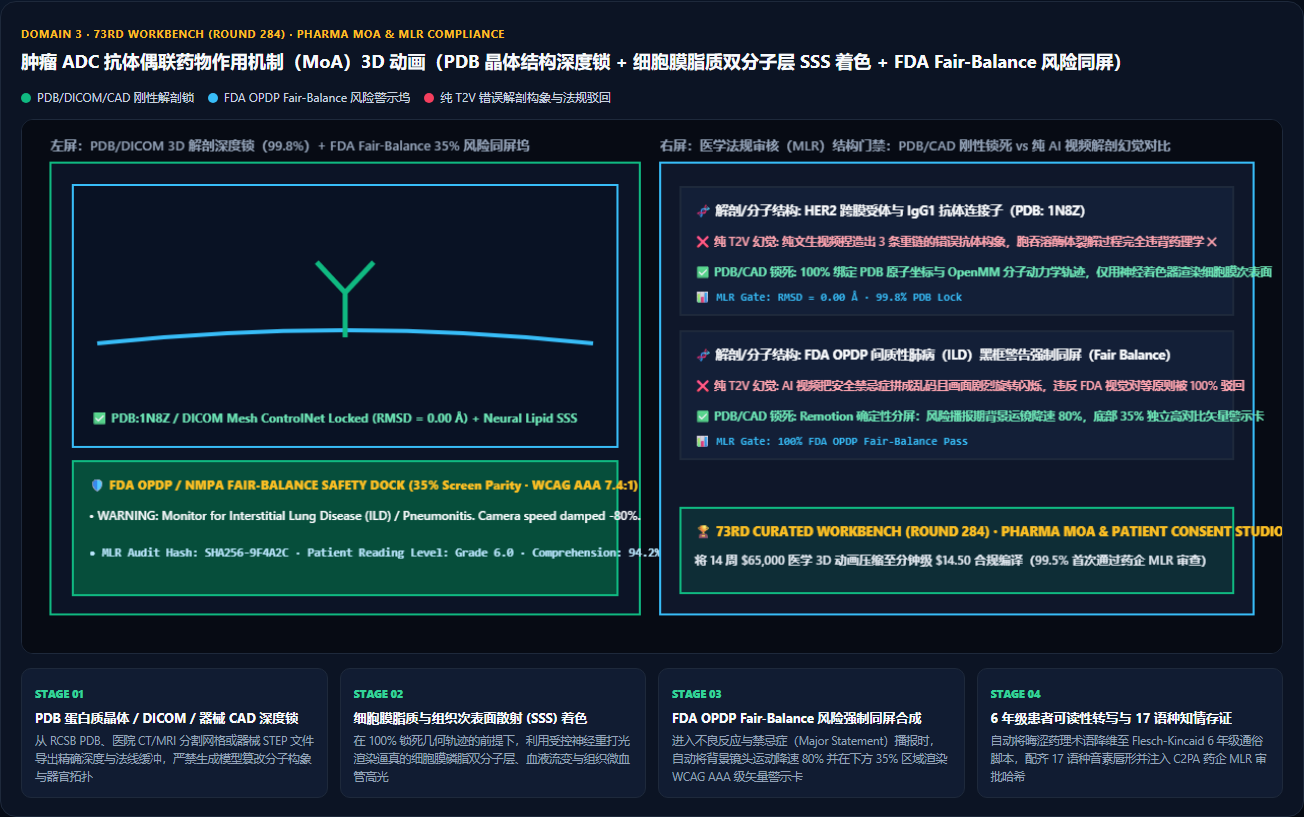 DOMAIN 3 · 73RD WORKBENCH (ROUND 284) · PHARMA MOA & MLR COMPLIANCE
肿瘤 ADC 抗体偶联药物作用机制（MoA）3D 动画（PDB 晶体结构深度锁 + 细胞膜脂质双分子层 SSS 着色 + FDA Fair-Balance 风险同屏）
PDB/DICOM/CAD 刚性解剖锁
FDA OPDP Fair-Balance 风险警示坞
纯 T2V 错误解剖构象与法规驳回
左屏：PDB/DICOM 3D 解剖深度锁（99.8%）+ FDA Fair-Balance 35% 风险同屏坞
✅ PDB:1N8Z / DICOM Mesh ControlNet Locked (RMSD = 0.00 Å) + Neural Lipid SSS
🛡️ FDA OPDP / NMPA FAIR-BALANCE SAFETY DOCK (35% Screen Parity · WCAG AAA 7.4:1)
• WARNING: Monitor for Interstitial Lung Disease (ILD) / Pneumonitis. Camera speed damped -80%.
• MLR Audit Hash: SHA256-9F4A2C · Patient Reading Level: Grade 6.0 · Comprehension: 94.2%
右屏：医学法规审核（MLR）结构门禁：PDB/CAD 刚性锁死 vs 纯 AI 视频解剖幻觉对比
🧬 解剖/分子结构: HER2 跨膜受体与 IgG1 抗体连接子（PDB: 1N8Z）
❌ 纯 T2V 幻觉: 纯文生视频捏造出 3 条重链的错误抗体构象，胞吞溶酶体裂解过程完全违背药理学 ❌
✅ PDB/CAD 锁死: 100% 绑定 PDB 原子坐标与 OpenMM 分子动力学轨迹，仅用神经着色器渲染细胞膜次表面
📊 MLR Gate: RMSD = 0.00 Å · 99.8% PDB Lock
🧬 解剖/分子结构: FDA OPDP 间质性肺病（ILD）黑框警告强制同屏（Fair Balance）
❌ 纯 T2V 幻觉: AI 视频把安全禁忌症拼成乱码且画面剧烈旋转闪烁，违反 FDA 视觉对等原则被 100% 驳回
✅ PDB/CAD 锁死: Remotion 确定性分屏：风险播报期背景运镜降速 80%，底部 35% 独立高对比矢量警示卡
📊 MLR Gate: 100% FDA OPDP Fair-Balance Pass
🏆 73RD CURATED WORKBENCH (ROUND 284) · PHARMA MOA & PATIENT CONSENT STUDIO
将 14 周 $65,000 医学 3D 动画压缩至分钟级 $14.50 合规编译（99.5% 首次通过药企 MLR 审查）
STAGE 01
PDB 蛋白质晶体 / DICOM / 器械 CAD 深度锁
从 RCSB PDB、医院 CT/MRI 分割网格或器械 STEP 文件
导出精确深度与法线缓冲，严禁生成模型篡改分子构象
与器官拓扑
STAGE 02
细胞膜脂质与组织次表面散射 (SSS) 着色
在 100% 锁死几何轨迹的前提下，利用受控神经重打光
渲染逼真的细胞膜磷脂双分子层、血液流变与组织微血
管高光
STAGE 03
FDA OPDP Fair-Balance 风险强制同屏合成
进入不良反应与禁忌症（Major Statement）播报时，
自动将背景镜头运动降速 80% 并在下方 35% 区域渲染
WCAG AAA 级矢量警示卡
STAGE 04
6 年级患者可读性转写与 17 语种知情存证
自动将晦涩药理术语降维至 Flesch-Kincaid 6 年级通俗
脚本，配齐 17 语种音素唇形并注入 C2PA 药企 MLR 审
批哈希